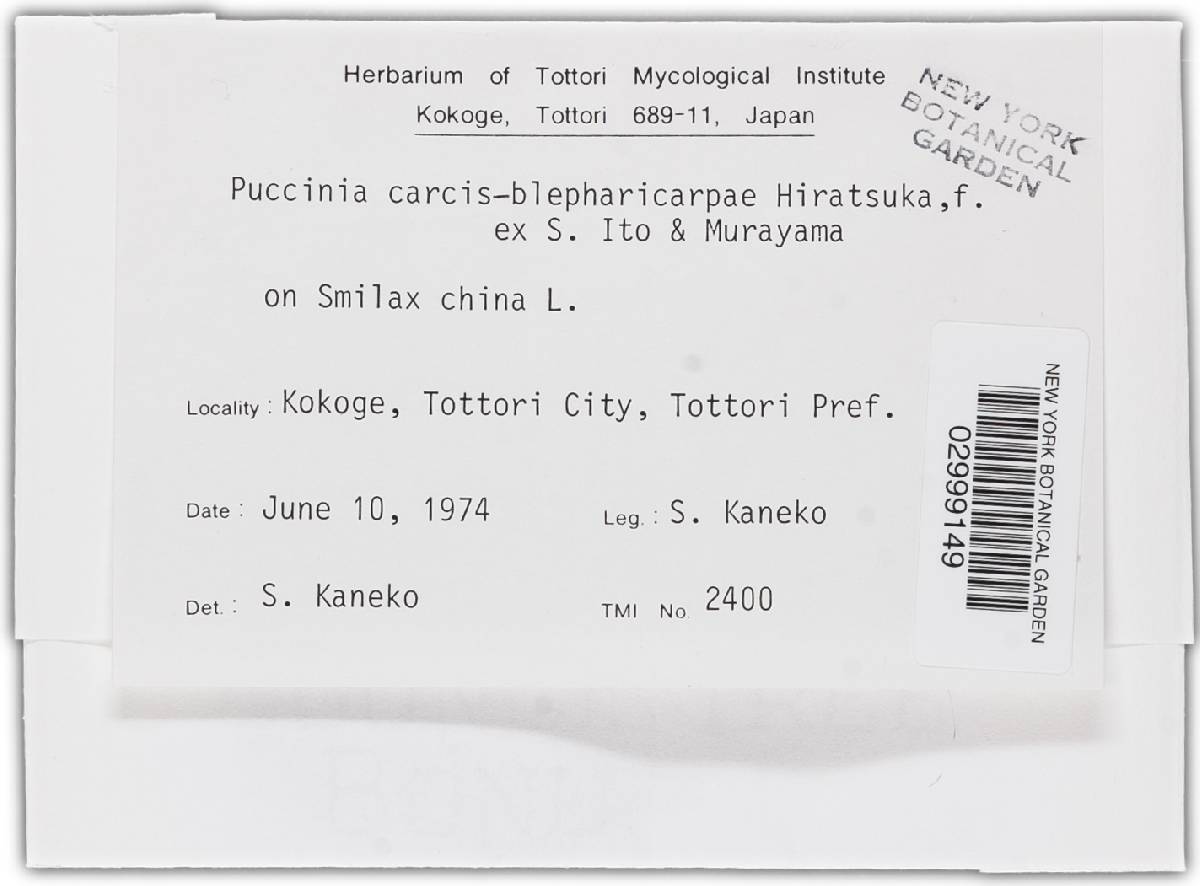 Herbarium of Tottori Mycological Institute
Kokoge, Tottori 689-11, Japan
NEW YORK
BOTANICAL
GARDEN
Puccinia carcis-blepharicarpae Hiratsuka,f.
ex S. Ito & Murayama
on Smilax china L.
Locality : Kokoge, Tottori City, Tottori Pref.
Date : June 10, 1974
Leg. : S. Kaneko
Det. : S. Kaneko
TMI No. 2400
NEW YORK BOTANICAL GARDEN
02999149